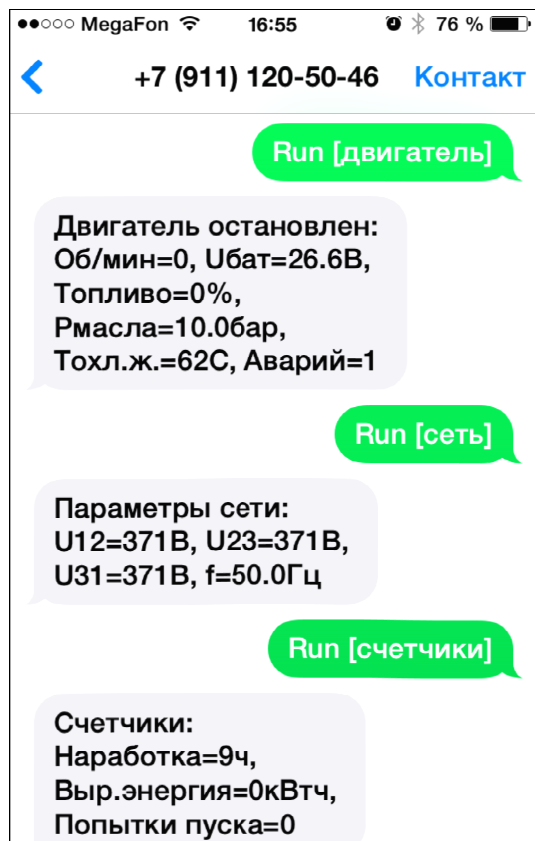 MegaFon 16:55 76 %
+7 (911) 120-50-46 Контакт
Run [двигатель]
Двигатель остановлен:
Об/мин=0, Uбат=26.6В,
Топливо=0%,
Рмасла=10.0бар,
Тохл.ж.=62С, Аварий=1
Run [сеть]
Параметры сети:
U12=371В, U23=371В,
U31=371В, f=50.0Гц
Run [счетчики]
Счетчики:
Наработка=9ч,
Выр.энергия=0кВтч,
Попытки пуска=0